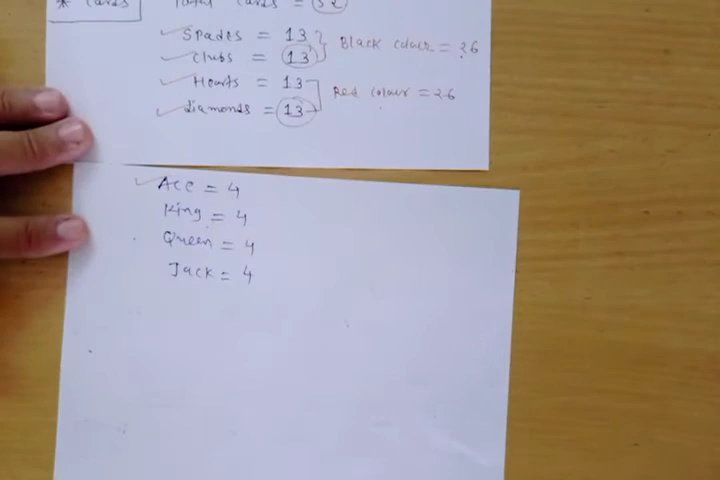 * Cards Total cards = 52
Spades = 13
Clubs = 13
Black colour = 26
Hearts = 13
diamonds = 13
Red colour = 26
Ace = 4
King = 4
Queen = 4
Jack = 4